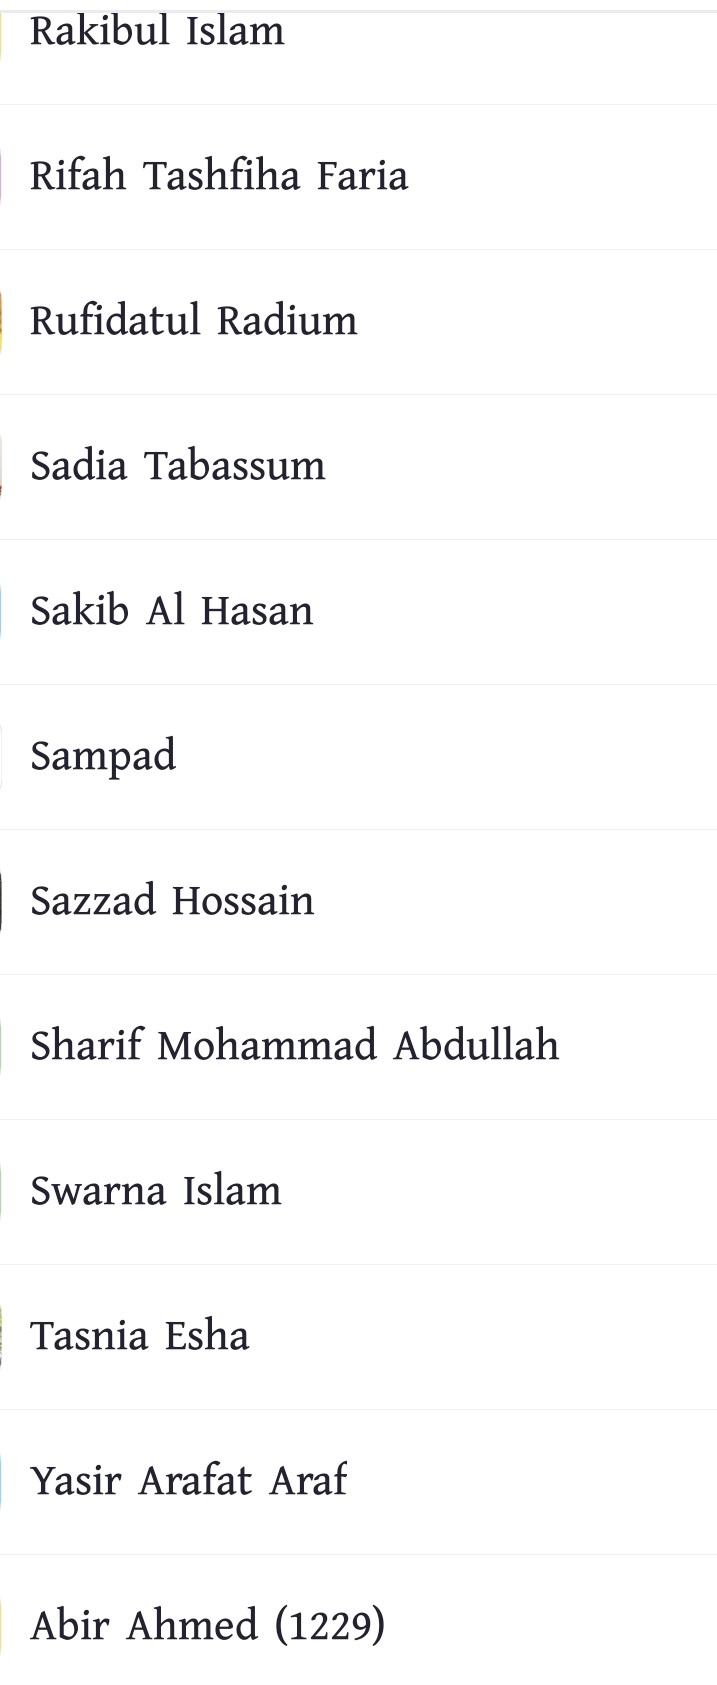 Rakibul Islam
Rifah Tashfiha Faria
Rufidatul Radium
Sadia Tabassum
Sakib Al Hasan
Sampad
Sazzad Hossain
Sharif Mohammad Abdullah
Swarna Islam
Tasnia Esha
Yasir Arafat Araf
Abir Ahmed (1229)